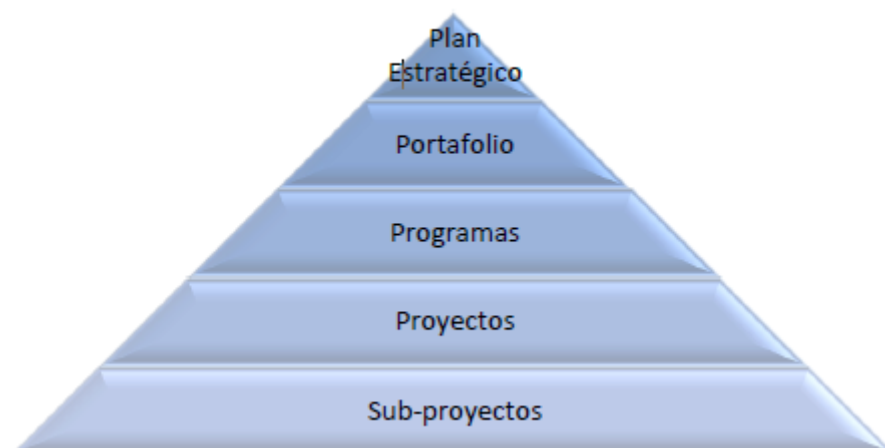 Plan
Estratégico
Portafolio
Programas
Proyectos
Sub-proyectos